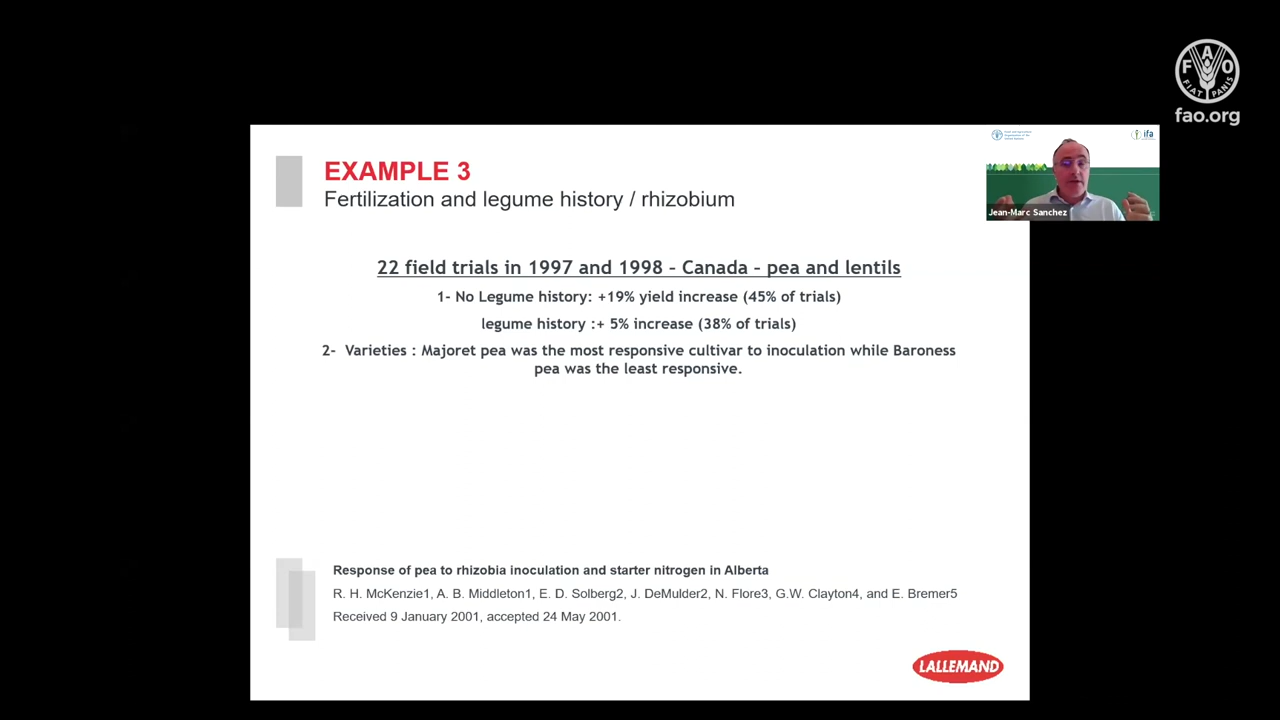 FAO
FIAT PANIS
fao.org
ifa
Jean-Marc Sanchez
EXAMPLE 3
Fertilization and legume history / rhizobium
22 field trials in 1997 and 1998 - Canada - pea and lentils
1- No Legume history: +19% yield increase (45% of trials)
legume history :+ 5% increase (38% of trials)
2- Varieties : Majoret pea was the most responsive cultivar to inoculation while Baroness
pea was the least responsive.
Response of pea to rhizobia inoculation and starter nitrogen in Alberta
R. H. McKenzie1, A. B. Middleton1, E. D. Solberg2, J. DeMulder2, N. Flore3, G.W. Clayton4, and E. Bremer5
Received 9 January 2001, accepted 24 May 2001.
LALLEMAND